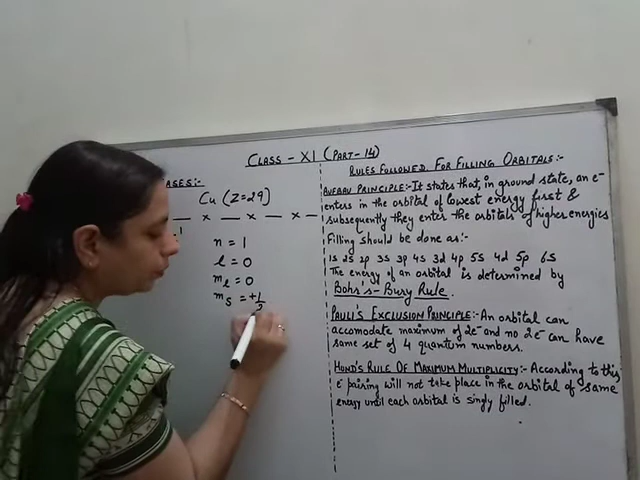 CLASS - XI (PART-14)
ASES:-
Cu (Z=29)
— x — x — x —
1
n = 1
l = 0
ml = 0
ms = +1/2
RULES FOLLOWED FOR FILLING ORBITALS:-
AUFBAU PRINCIPLE:- It states that, in ground state, an e-
enters in the orbital of lowest energy first &
subsequently they enter the orbitals of higher energies
Filling should be done as:-
1s 2s 2p 3s 3p 4s 3d 4p 5s 4d 5p 6s
The energy of an orbital is determined by
Bohr's-Bury Rule.
PAULI'S EXCLUSION PRINCIPLE:- An orbital can
accomodate maximum of 2e- and no 2e- can have
same set of 4 quantum numbers.
HUND'S RULE OF MAXIMUM MULTIPLICITY:- According to this
e- pairing will not take place in the orbital of same
energy until each orbital is singly filled.